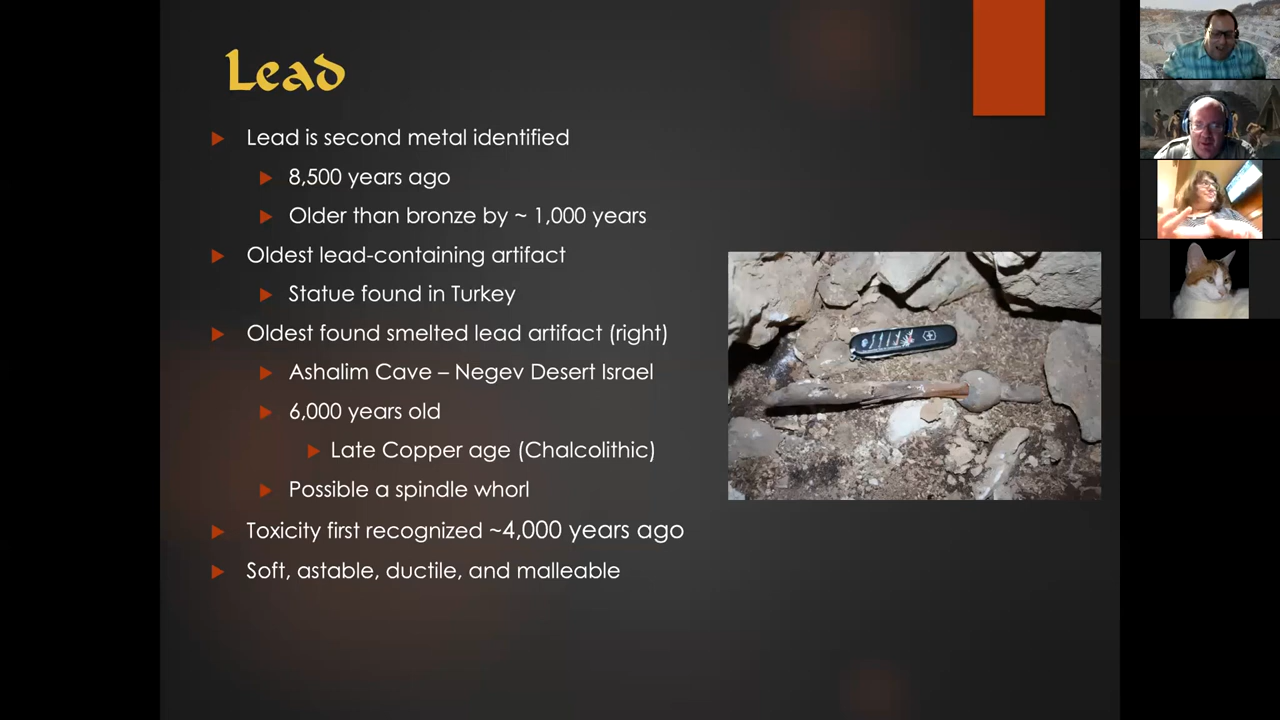 Lead
Lead is second metal identified
8,500 years ago
Older than bronze by ~ 1,000 years
Oldest lead-containing artifact
Statue found in Turkey
Oldest found smelted lead artifact (right)
Ashalim Cave – Negev Desert Israel
6,000 years old
Late Copper age (Chalcolithic)
Possible a spindle whorl
Toxicity first recognized ~4,000 years ago
Soft, astable, ductile, and malleable